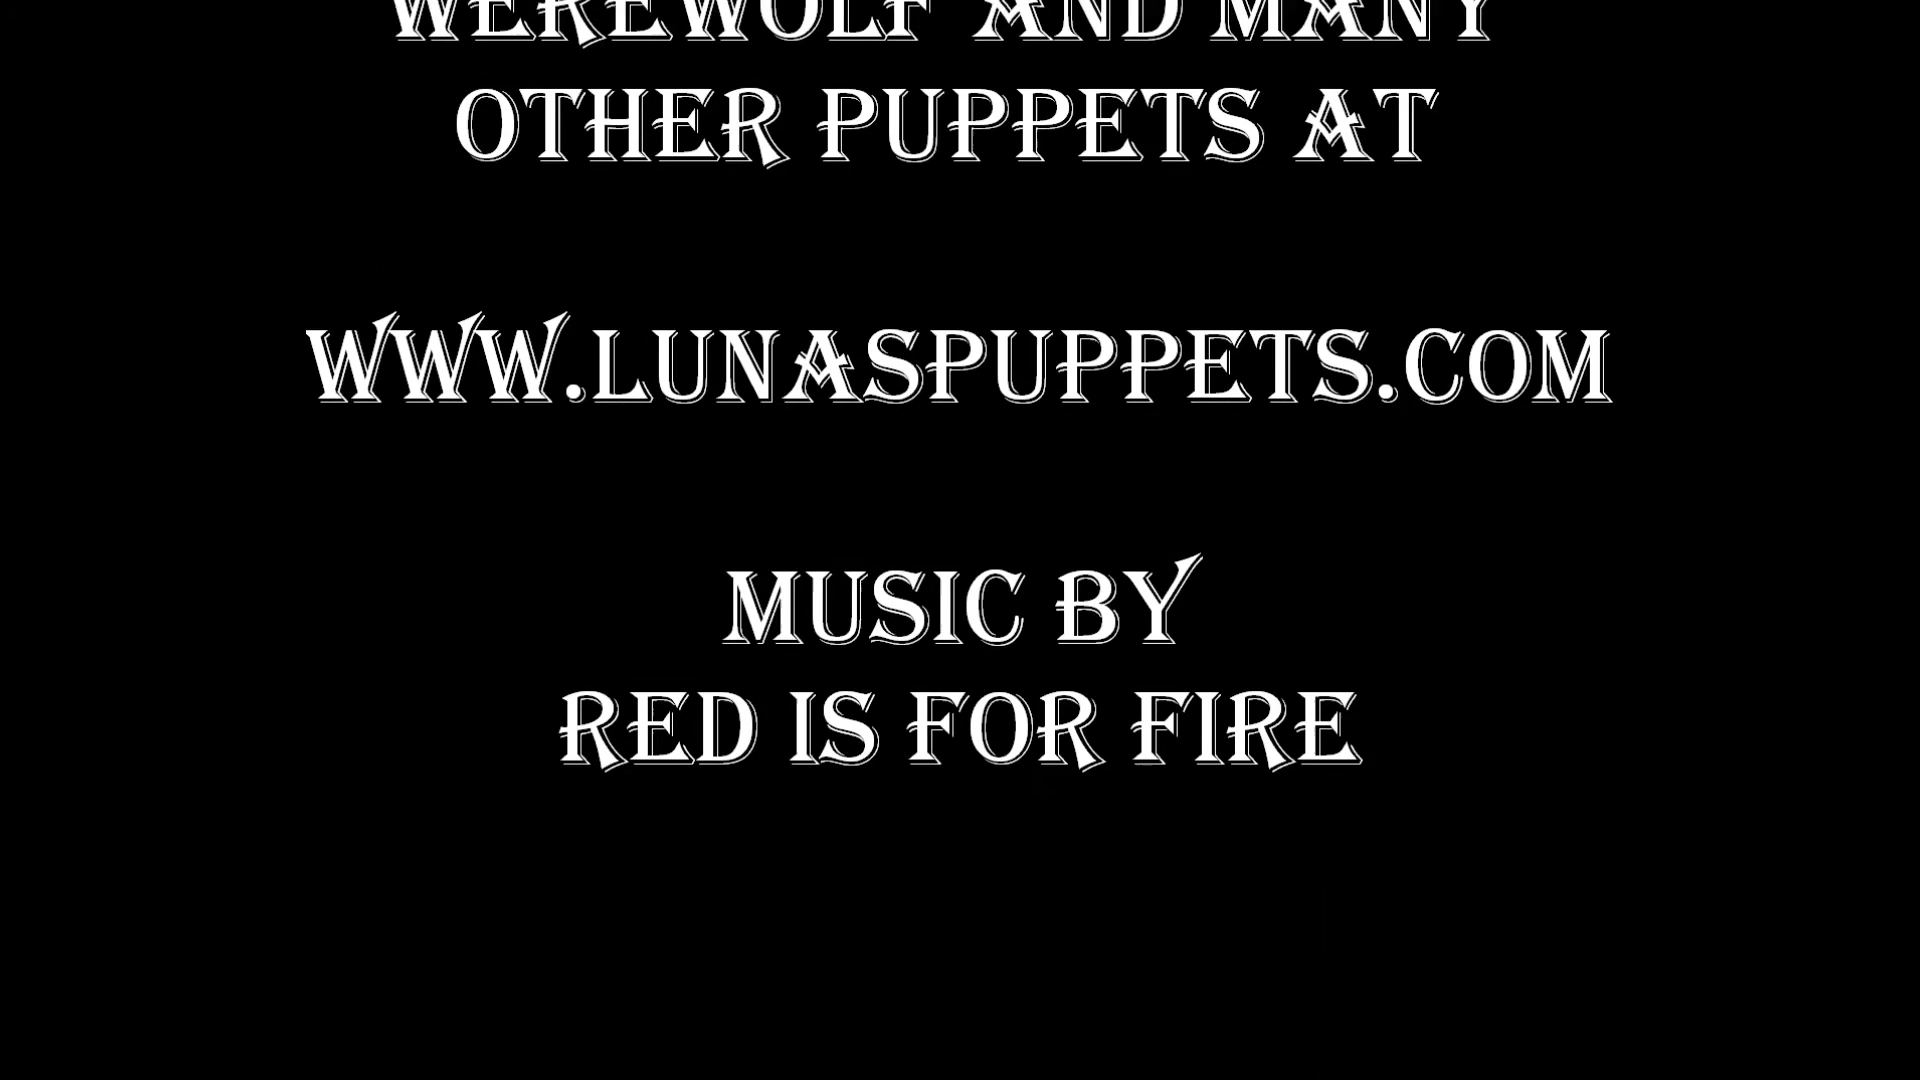 WEREWOLF AND MANY
OTHER PUPPETS AT
WWW.LUNASPUPPETS.COM
MUSIC BY
RED IS FOR FIRE